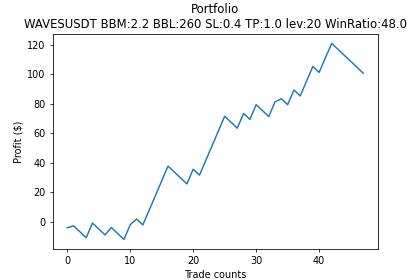 Portfolio
WAVESUSDT BBM:2.2 BBL:260 SL:0.4 TP:1.0 lev:20 WinRatio:48.0
120
100
80
60
40
20
0
Profit ($)
0 10 20 30 40
Trade counts